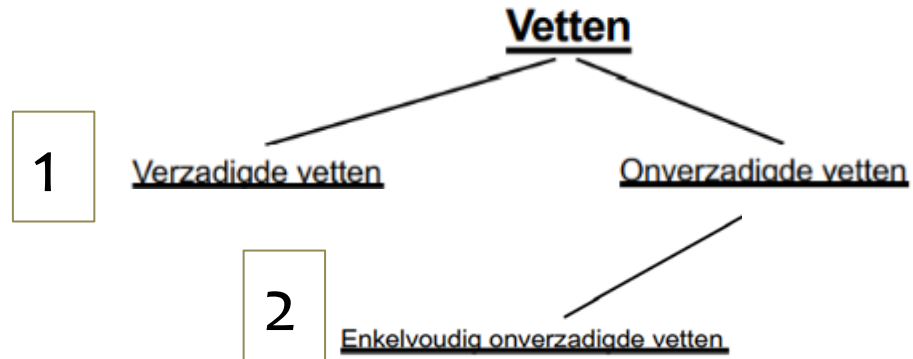 Vetten
1
Verzadigde vetten
Onverzadigde vetten
2
Enkelvoudig onverzadigde vetten